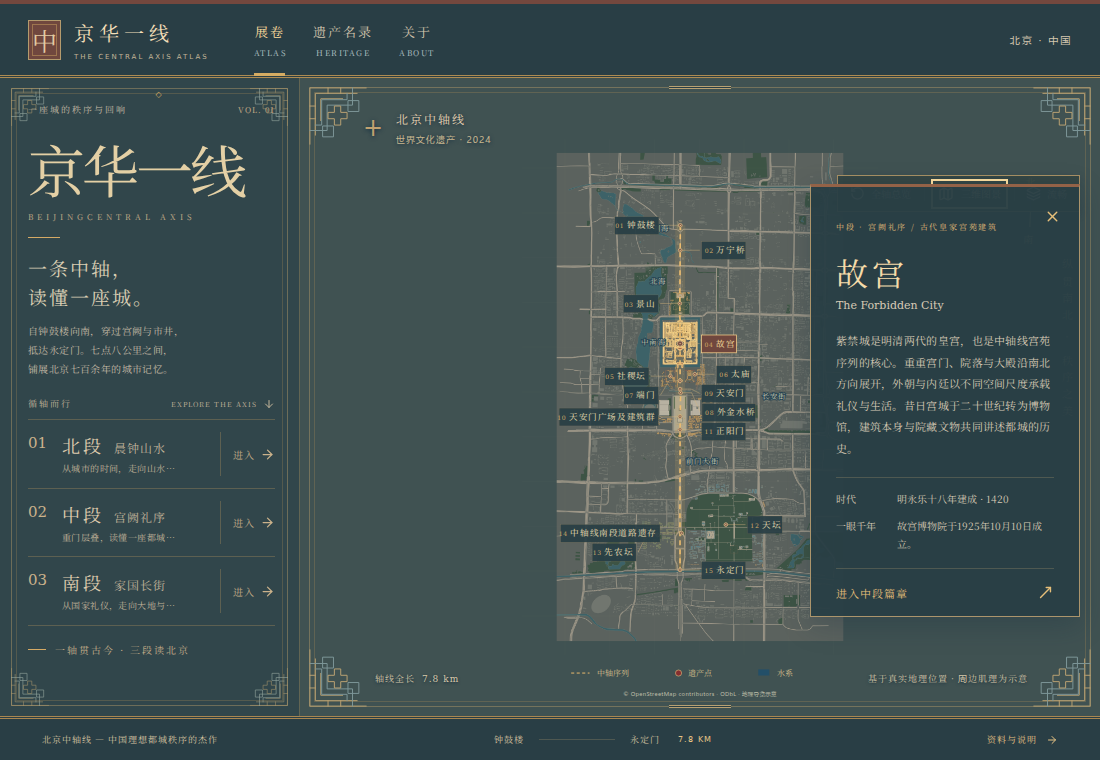 中
京华一线
THE CENTRAL AXIS ATLAS
展卷
ATLAS
遗产名录
HERITAGE
关于
ABOUT
北京 · 中国
一座城的秩序与回响
VOL. 01
京华一线
BEIJINGCENTRAL AXIS
一条中轴，
读懂一座城。
自钟鼓楼向南，穿过宫阙与市井，
抵达永定门。七点八公里之间，
铺展北京七百余年的城市记忆。
循轴而行
EXPLORE THE AXIS
01 北段 晨钟山水
从城市的时间，走向山水…
进入
02 中段 宫阙礼序
重门层叠，读懂一座都城…
进入
03 南段 家国长街
从国家礼仪，走向大地与…
进入
一轴贯古今 · 三段读北京
北京中轴线
世界文化遗产 · 2024
01 钟鼓楼
02 万宁桥
北海
03 景山
中南海
04 故宫
05 社稷坛
06 太庙
07 端门
09 天安门
长安街
08 外金水桥
10 天安门广场及建筑群
11 正阳门
前门大街
12 天坛
14 中轴线南段道路遗存
13 先农坛
15 永定门
中段 · 宫阙礼序 / 古代皇家宫苑建筑
故宫
The Forbidden City
紫禁城是明清两代的皇宫，也是中轴线宫苑
序列的核心。重重宫门、院落与大殿沿南北
方向展开，外朝与内廷以不同空间尺度承载
礼仪与生活。昔日宫城于二十世纪转为博物
馆，建筑本身与院藏文物共同讲述都城的历
史。
时代 明永乐十八年建成 · 1420
一眼千年 故宫博物院于1925年10月10日成
立。
进入中段篇章
轴线全长 7.8 km
中轴序列
遗产点
水系
© OpenStreetMap contributors · ODbL · 地理导览示意
基于真实地理位置 · 周边肌理为示意
北京中轴线 — 中国理想都城秩序的杰作
钟鼓楼
永定门
7.8 KM
资料与说明